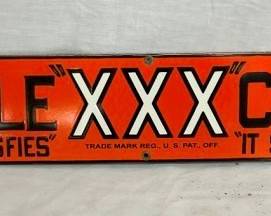 LE "XXX" C
SFIES" TRADE MARK REG., U.S. PAT., OFF. "IT S